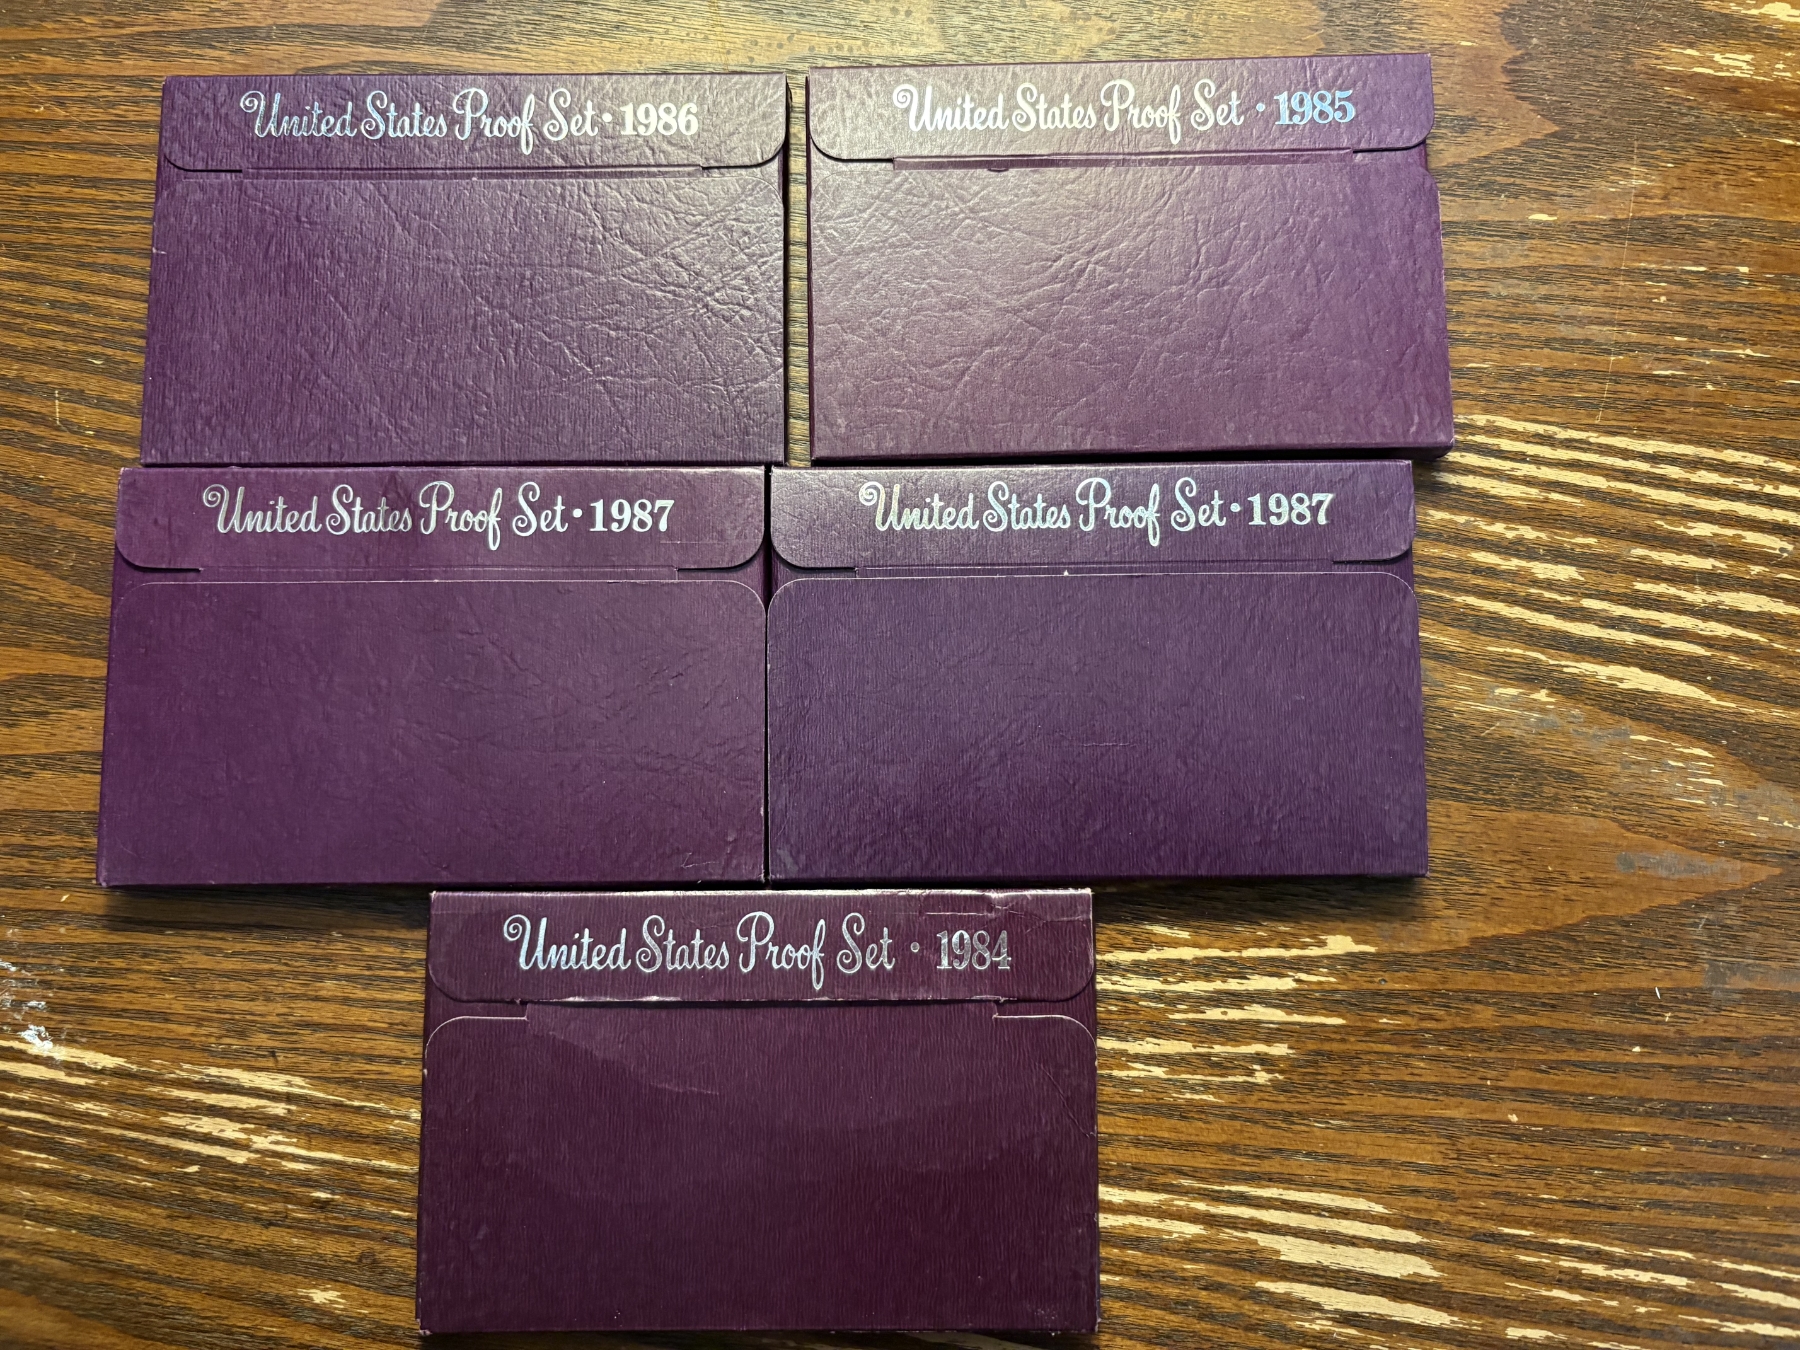 United States Proof Set · 1986
United States Proof Set · 1985
United States Proof Set · 1987
United States Proof Set · 1987
United States Proof Set · 1984